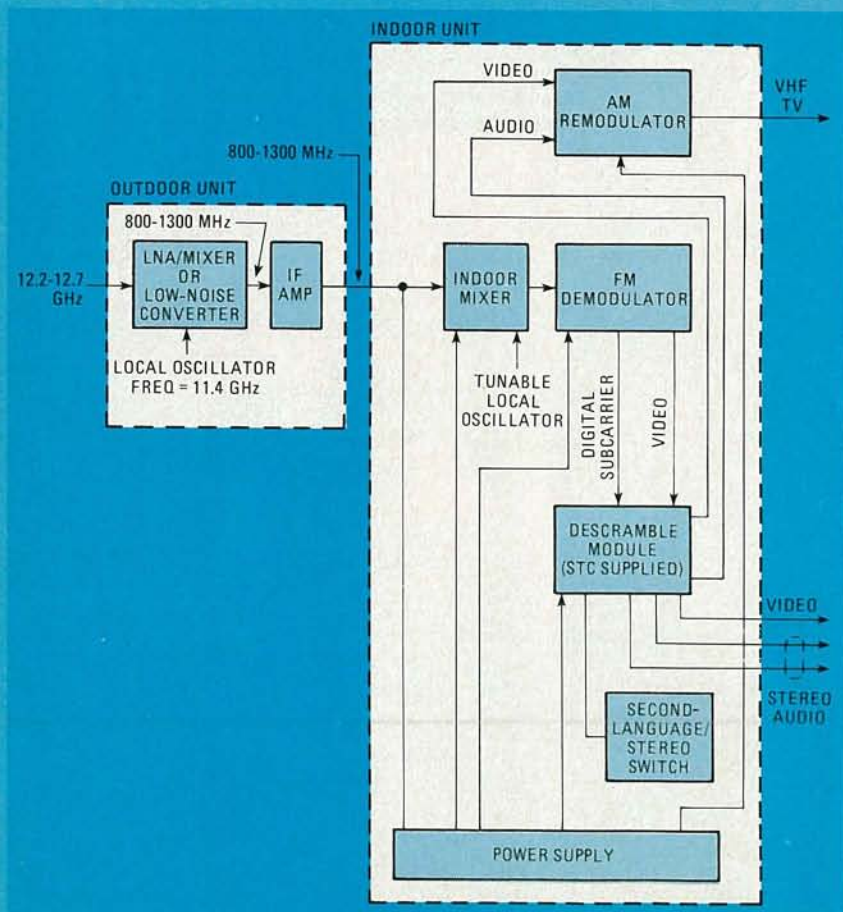 INDOOR UNIT
VIDEO
AUDIO
AM
REMODULATOR
VHF
TV
800-1300 MHz
OUTDOOR UNIT
800-1300 MHz
12.2-12.7
GHz
LNA/MIXER
OR
LOW-NOISE
CONVERTER
IF
AMP
LOCAL OSCILLATOR
FREQ = 11.4 GHz
INDOOR
MIXER
FM
DEMODULATOR
TUNABLE
LOCAL
OSCILLATOR
DIGITAL
SUBCARRIER
VIDEO
DESCRAMBLE
MODULE
(STC SUPPLIED)
VIDEO
STEREO
AUDIO
SECOND-
LANGUAGE/
STEREO
SWITCH
POWER SUPPLY